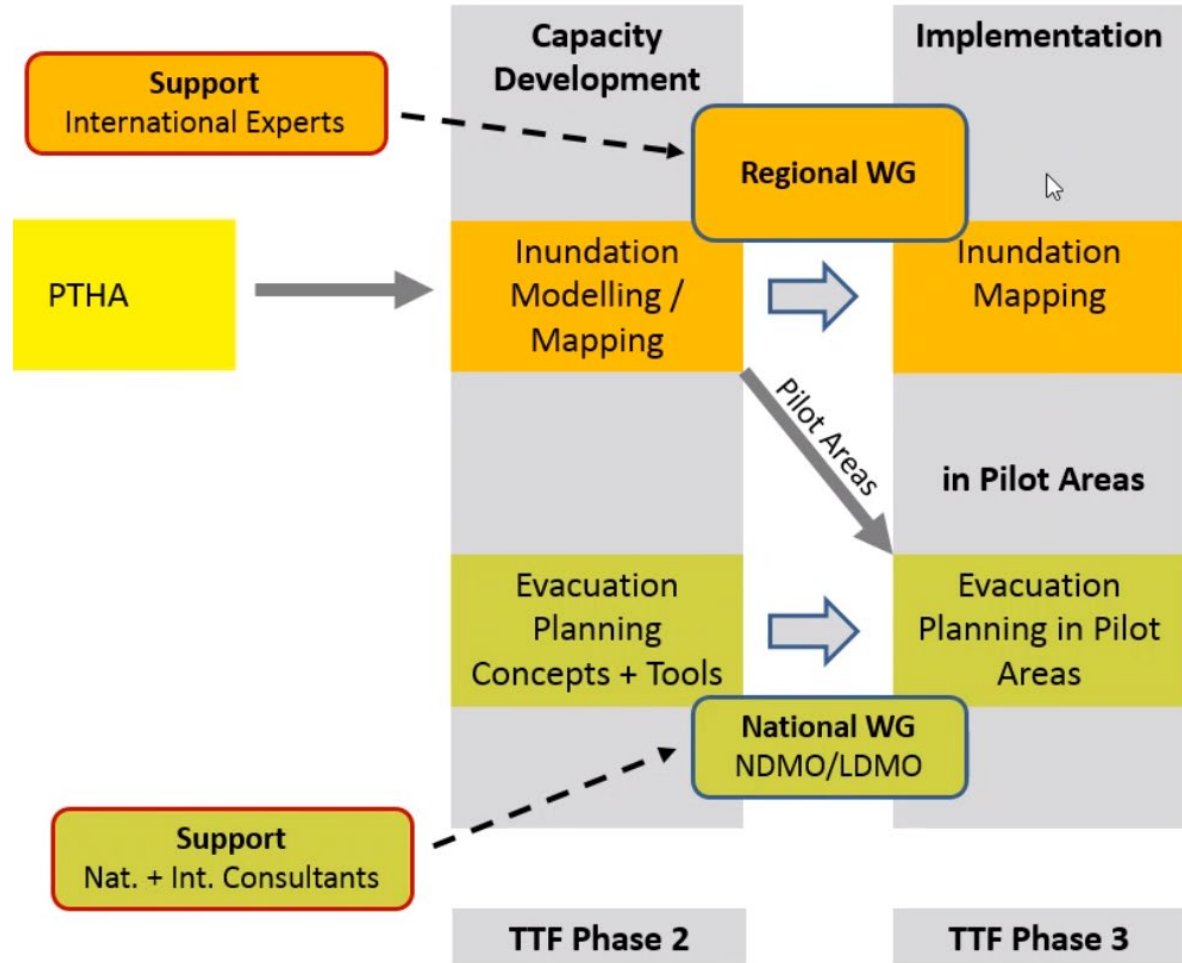 Capacity
Development
Implementation
Support
International Experts
Regional WG
PTHA
Inundation
Modelling /
Mapping
Inundation
Mapping
Pilot Areas
in Pilot Areas
Evacuation
Planning
Concepts + Tools
Evacuation
Planning in Pilot
Areas
National WG
NDMO/LDMO
Support
Nat. + Int. Consultants
TTF Phase 2
TTF Phase 3